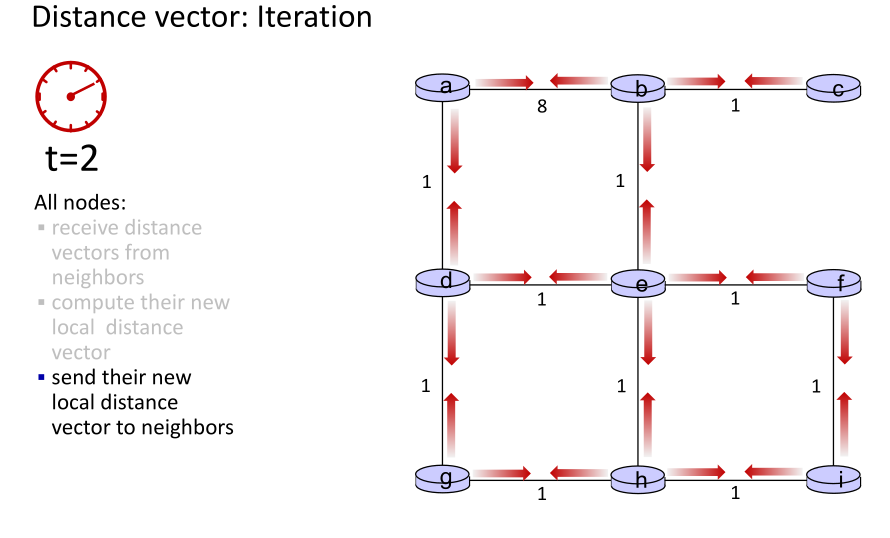 Distance vector: Iteration
t=2
All nodes:
▪ receive distance
vectors from
neighbors
▪ compute their new
local distance
vector
▪ send their new
local distance
vector to neighbors
a
b
c
8
1
1
1
d
e
f
1
1
1
1
1
g
h
i
1
1